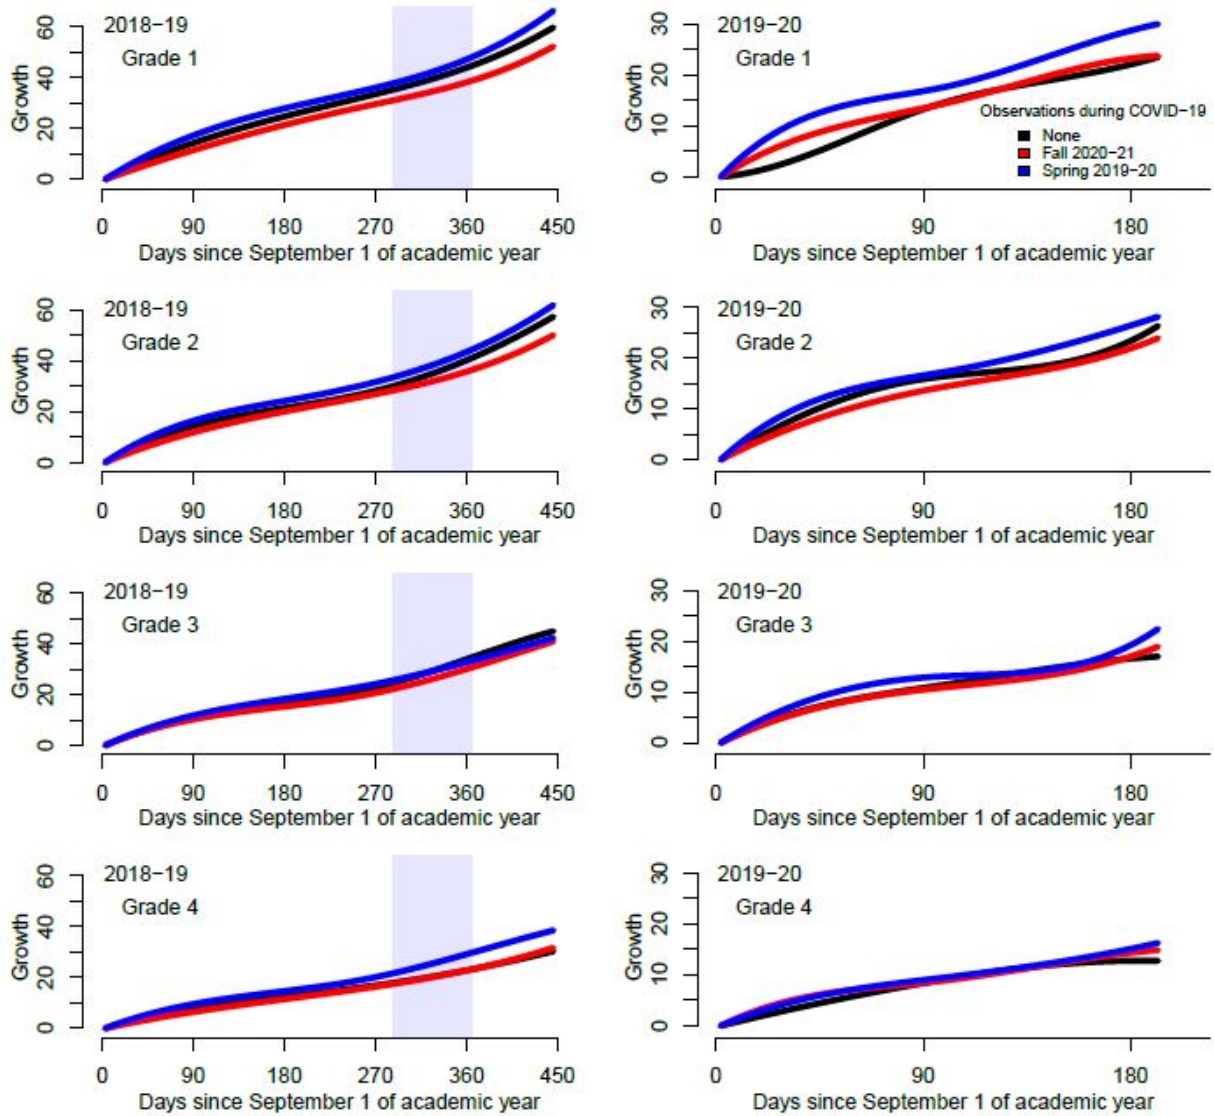 2018−19
Grade 1
Growth
0
20
40
60
0
90
180
270
360
450
Days since September 1 of academic year
2019−20
Grade 1
Growth
0
10
20
30
Observations during COVID−19
None
Fall 2020−21
Spring 2019−20
0
90
180
Days since September 1 of academic year
2018−19
Grade 2
Growth
0
20
40
60
0
90
180
270
360
450
Days since September 1 of academic year
2019−20
Grade 2
Growth
0
10
20
30
0
90
180
Days since September 1 of academic year
2018−19
Grade 3
Growth
0
20
40
60
0
90
180
270
360
450
Days since September 1 of academic year
2019−20
Grade 3
Growth
0
10
20
30
0
90
180
Days since September 1 of academic year
2018−19
Grade 4
Growth
0
20
40
60
0
90
180
270
360
450
Days since September 1 of academic year
2019−20
Grade 4
Growth
0
10
20
30
0
90
180
Days since September 1 of academic year